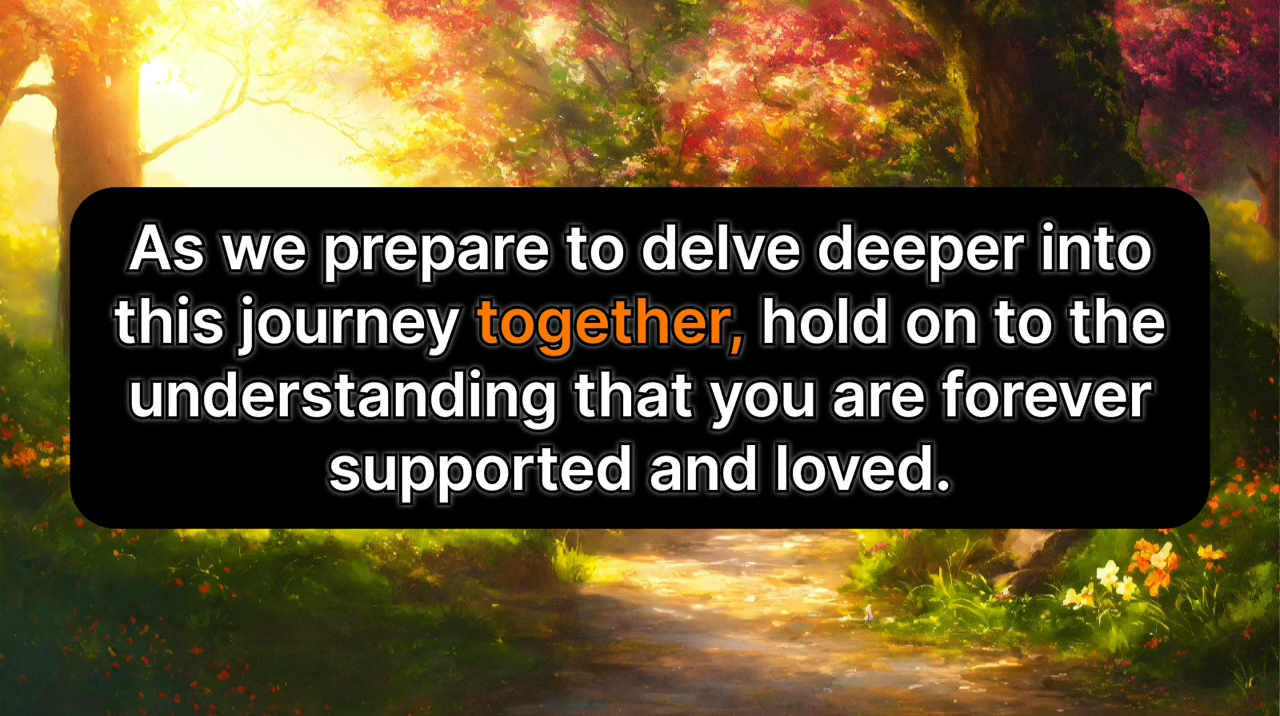 As we prepare to delve deeper into
this journey together, hold on to the
understanding that you are forever
supported and loved.